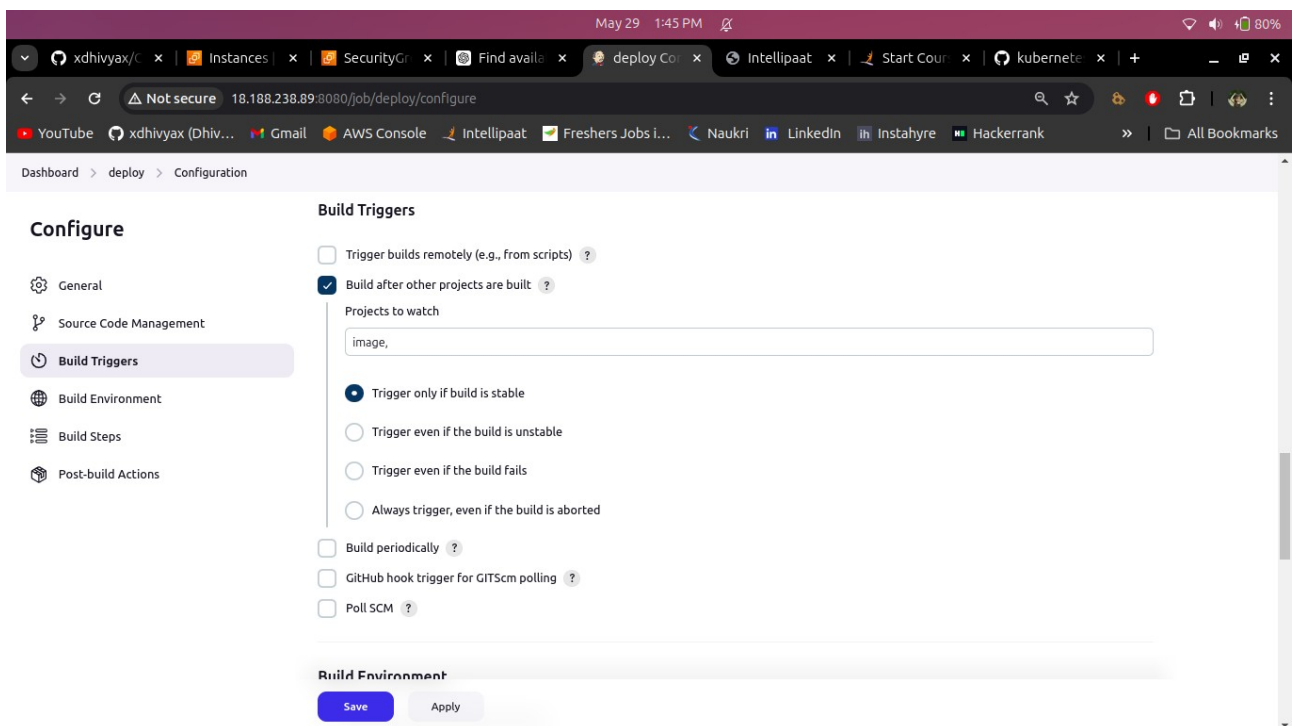 May 29 1:45 PM
80%
xdhivyax/C
Instances |
SecurityGr
Find availa
deploy Con
Intellipaat
Start Cours
kubernete
Not secure 18.188.238.89:8080/job/deploy/configure
YouTube xdhivyax (Dhiv... Gmail AWS Console Intellipaat Freshers Jobs i... Naukri in LinkedIn ih Instahyre Hackerrank » All Bookmarks
Dashboard > deploy > Configuration
Configure
General
Source Code Management
Build Triggers
Build Environment
Build Steps
Post-build Actions
Build Triggers
Trigger builds remotely (e.g., from scripts) ?
Build after other projects are built ?
Projects to watch
image,
Trigger only if build is stable
Trigger even if the build is unstable
Trigger even if the build fails
Always trigger, even if the build is aborted
Build periodically ?
GitHub hook trigger for GITScm polling ?
Poll SCM ?
Build Environment
Save Apply